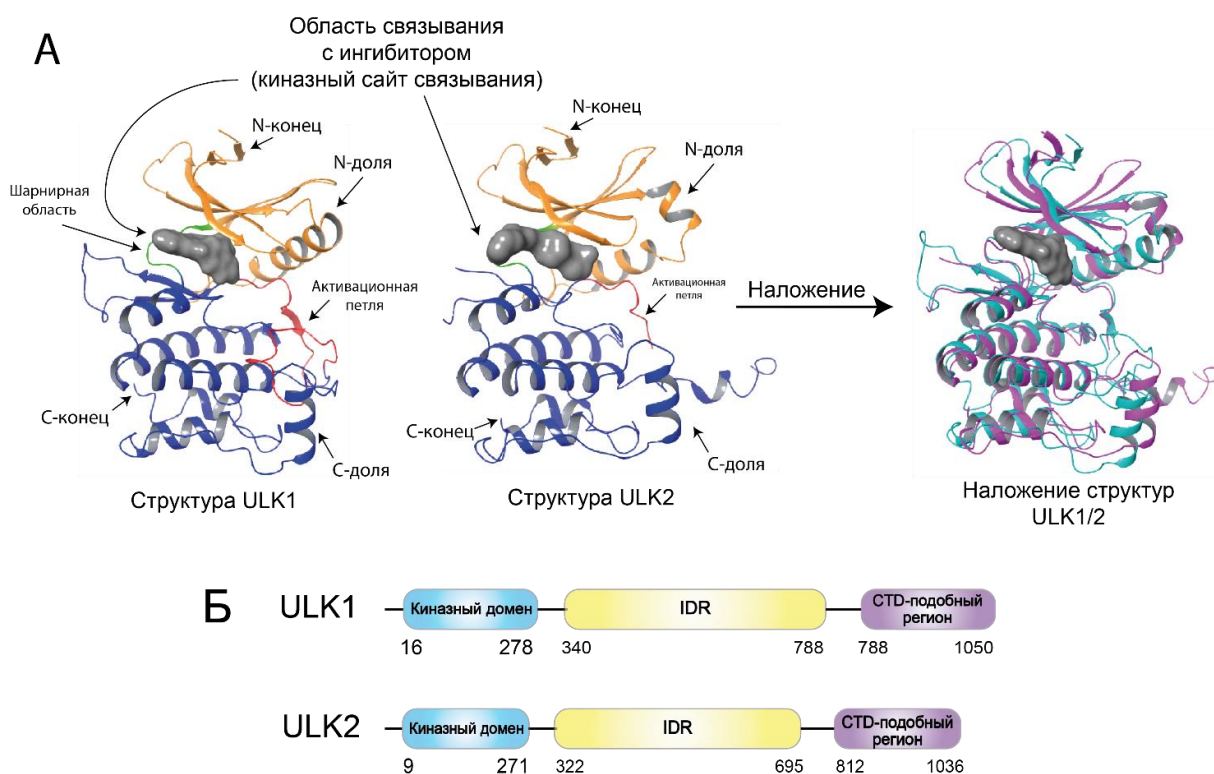 А
Область связывания
с ингибитором
(киназный сайт связывания)
N-конец
N-конец
N-доля
N-доля
Шарнирная
область
Активационная
петля
Активационная
петля
Наложение
С-конец
С-конец
С-доля
С-доля
Структура ULK1
Структура ULK2
Наложение структур
ULK1/2
Б
ULK1
Киназный домен
IDR
CTD-подобный
регион
16
278
340
788
788
1050
ULK2
Киназный домен
IDR
CTD-подобный
регион
9
271
322
695
812
1036